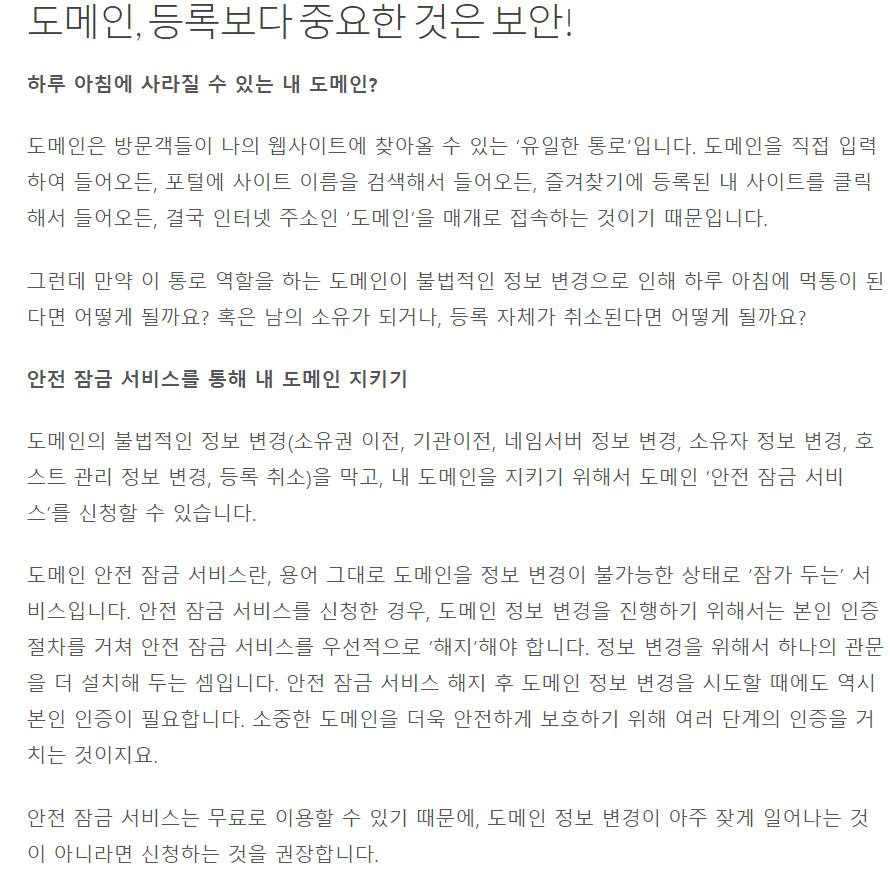 도메인, 등록보다 중요한 것은 보안!
하루 아침에 사라질 수 있는 내 도메인?
도메인은 방문객들이 나의 웹사이트에 찾아올 수 있는 ‘유일한 통로’입니다. 도메인을 직접 입력
하여 들어오든, 포털에 사이트 이름을 검색해서 들어오든, 즐겨찾기에 등록된 내 사이트를 클릭
해서 들어오든, 결국 인터넷 주소인 ‘도메인’을 매개로 접속하는 것이기 때문입니다.
그런데 만약 이 통로 역할을 하는 도메인이 불법적인 정보 변경으로 인해 하루 아침에 먹통이 된
다면 어떻게 될까요? 혹은 남의 소유가 되거나, 등록 자체가 취소된다면 어떻게 될까요?
안전 잠금 서비스를 통해 내 도메인 지키기
도메인의 불법적인 정보 변경(소유권 이전, 기관이전, 네임서버 정보 변경, 소유자 정보 변경, 호
스트 관리 정보 변경, 등록 취소)을 막고, 내 도메인을 지키기 위해서 도메인 ‘안전 잠금 서비
스’를 신청할 수 있습니다.
도메인 안전 잠금 서비스란, 용어 그대로 도메인을 정보 변경이 불가능한 상태로 ‘잠가 두는’ 서
비스입니다. 안전 잠금 서비스를 신청한 경우, 도메인 정보 변경을 진행하기 위해서는 본인 인증
절차를 거쳐 안전 잠금 서비스를 우선적으로 ‘해지’해야 합니다. 정보 변경을 위해서 하나의 관문
을 더 설치해 두는 셈입니다. 안전 잠금 서비스 해지 후 도메인 정보 변경을 시도할 때에도 역시
본인 인증이 필요합니다. 소중한 도메인을 더욱 안전하게 보호하기 위해 여러 단계의 인증을 거
치는 것이지요.
안전 잠금 서비스는 무료로 이용할 수 있기 때문에, 도메인 정보 변경이 아주 잦게 일어나는 것
이 아니라면 신청하는 것을 권장합니다.